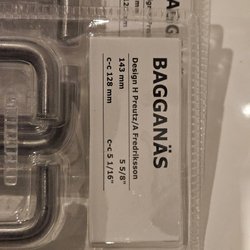 BAGGANÄS
Design H Preutz/A Fredriksson
143 mm 5 5/8"
c-c 128 mm c-c 5 1/16"